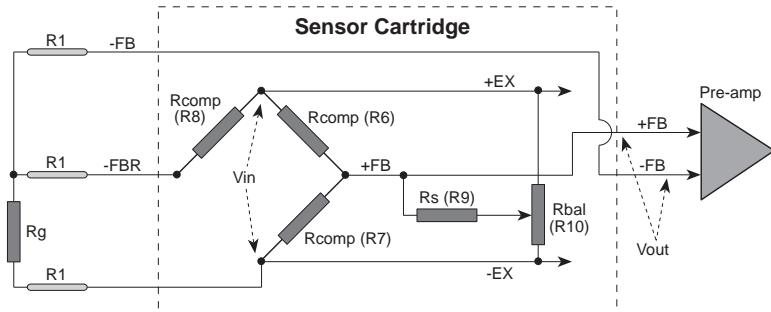 Sensor Cartridge
R1
-FB
+EX
Pre-amp
Rcomp
(R8)
Rcomp (R6)
+FB
R1
-FBR
Vin
+FB
-FB
Rs (R9)
Rbal
(R10)
Rg
Rcomp (R7)
Vout
R1
-EX